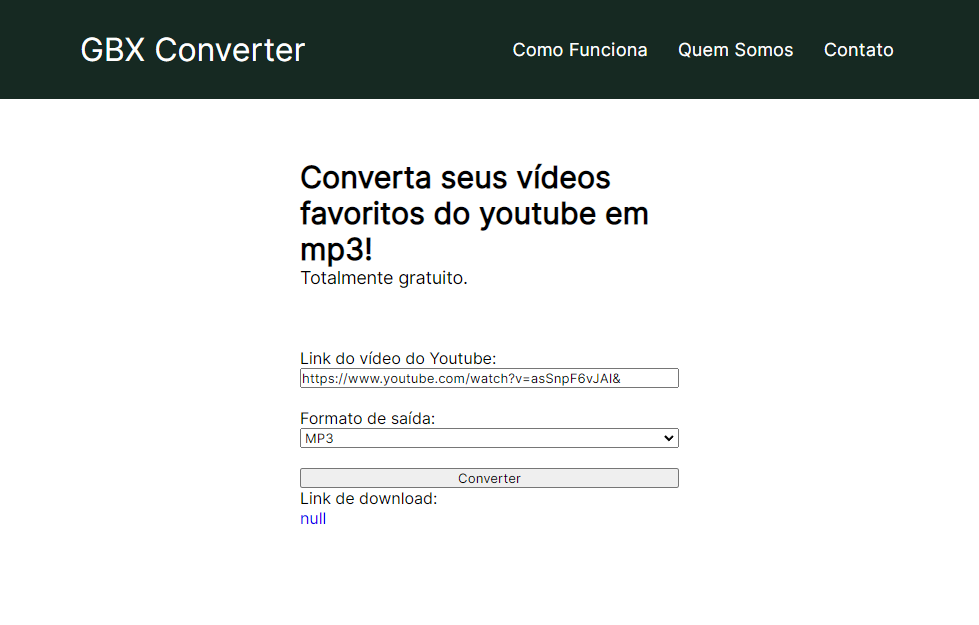 GBX Converter
Como Funciona
Quem Somos
Contato
Converta seus vídeos
favoritos do youtube em
mp3!
Totalmente gratuito.
Link do vídeo do Youtube:
https://www.youtube.com/watch?v=asSnpF6vJAI&
Formato de saída:
MP3
Converter
Link de download:
null